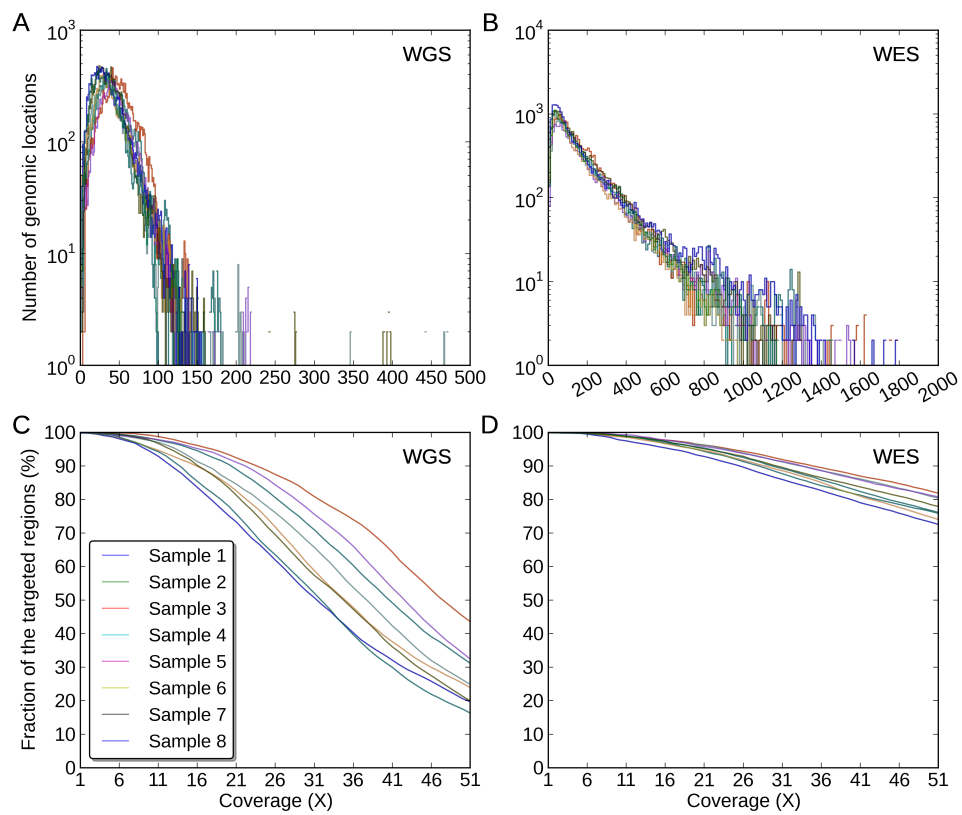 A
WGS
10^3
10^2
10^1
10^0
Number of genomic locations
0 50 100 150 200 250 300 350 400 450 500
B
WES
10^4
10^3
10^2
10^1
10^0
0 200 400 600 800 1000 1200 1400 1600 1800 2000
C
WGS
100
90
80
70
60
50
40
30
20
10
0
Fraction of the targeted regions (%)
Sample 1
Sample 2
Sample 3
Sample 4
Sample 5
Sample 6
Sample 7
Sample 8
1 6 11 16 21 26 31 36 41 46 51
Coverage (X)
D
WES
100
90
80
70
60
50
40
30
20
10
0
1 6 11 16 21 26 31 36 41 46 51
Coverage (X)